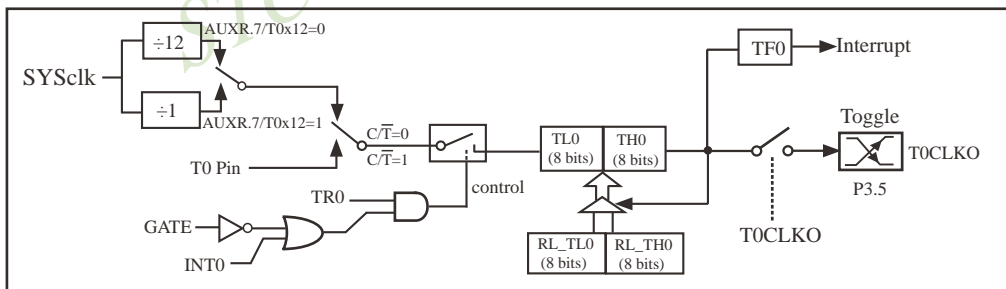 STC
AUXR.7/T0x12=0
÷12
SYSclk
÷1
AUXR.7/T0x12=1
T0 Pin
C/T̅=0
C/T̅=1
control
TR0
GATE
INT0
TL0
(8 bits)
TH0
(8 bits)
RL_TL0
(8 bits)
RL_TH0
(8 bits)
TF0
Interrupt
Toggle
T0CLKO
P3.5
T0CLKO